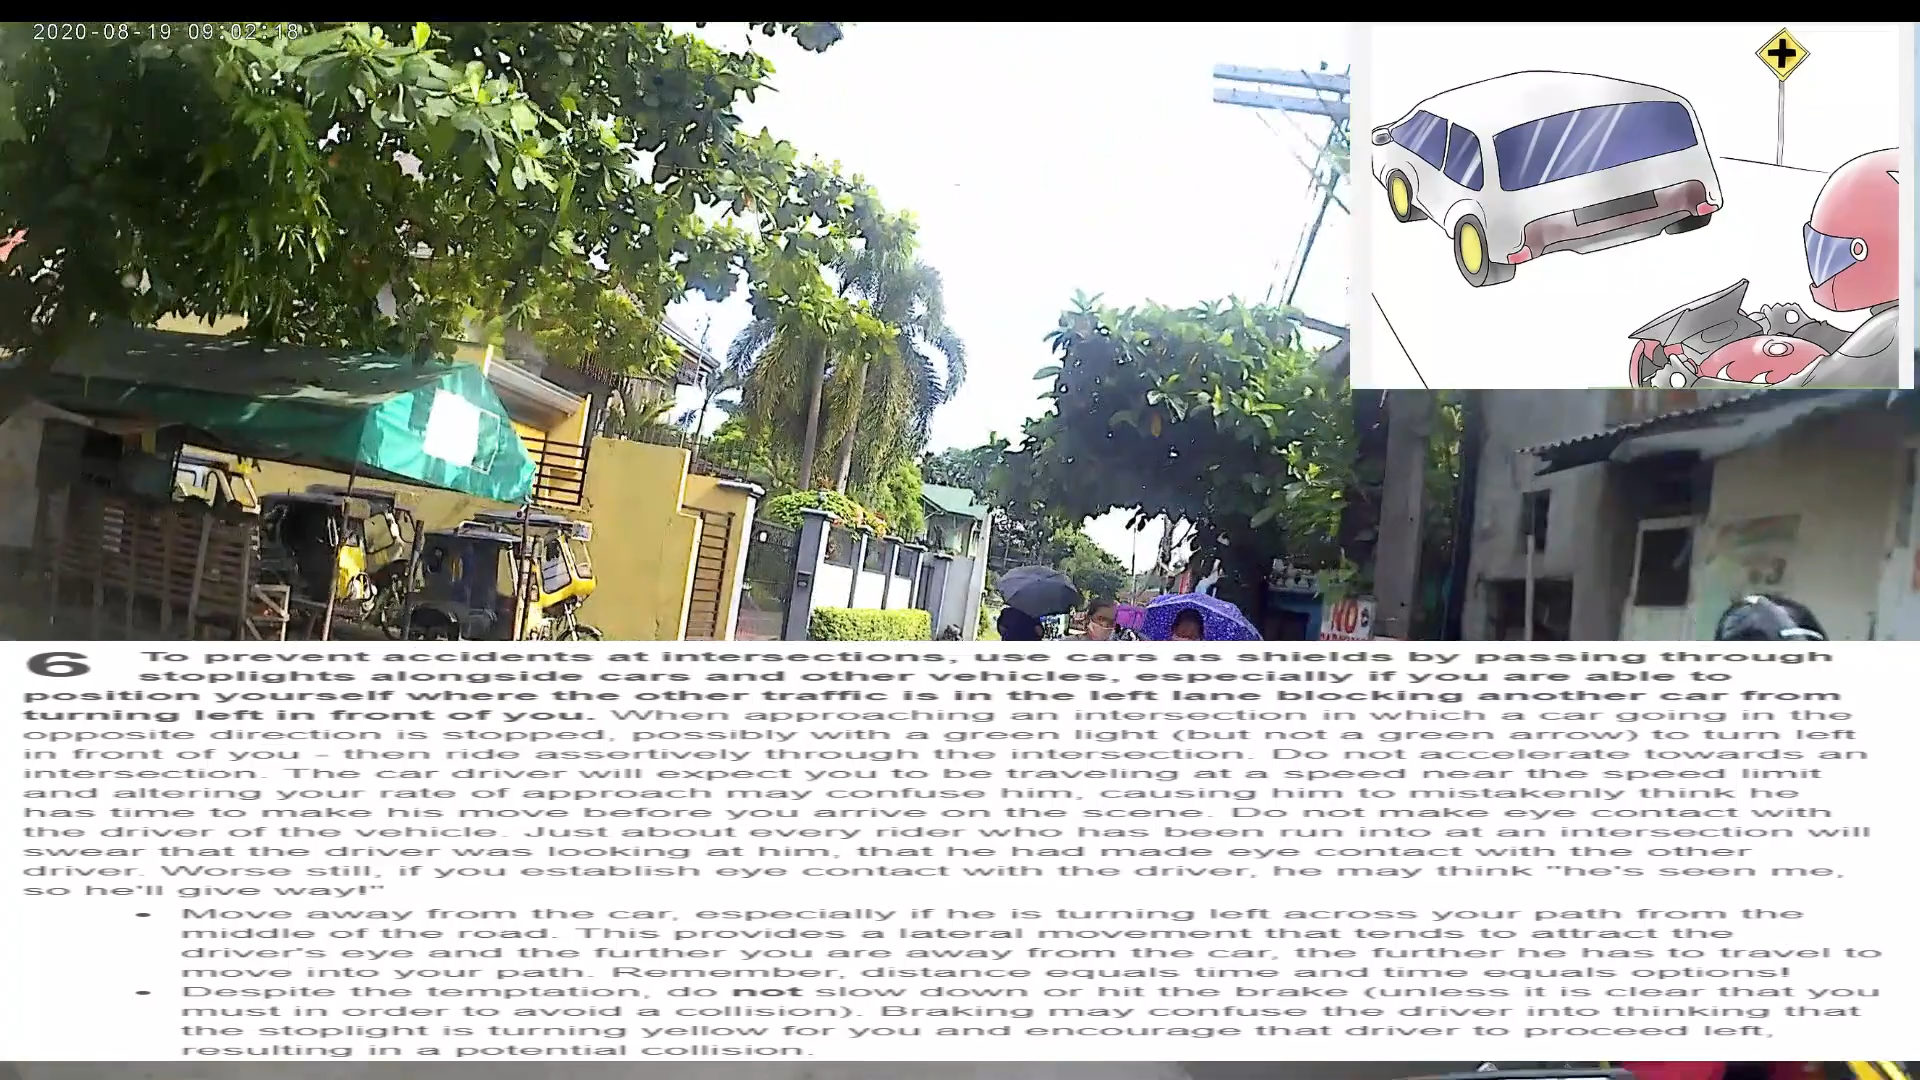 2020-08-19 09:02:18
NO
6 To prevent accidents at intersections, use cars as shields by passing through
stoplights alongside cars and other vehicles, especially if you are able to
position yourself where the other traffic is in the left lane blocking another car from
turning left in front of you. When approaching an intersection in which a car going in the
opposite direction is stopped, possibly with a green light (but not a green arrow) to turn left
in front of you - then ride assertively through the intersection. Do not accelerate towards an
intersection. The car driver will expect you to be traveling at a speed near the speed limit
and altering your rate of approach may confuse him, causing him to mistakenly think he
has time to make his move before you arrive on the scene. Do not make eye contact with
the driver of the vehicle. Just about every rider who has been run into at an intersection will
swear that the driver was looking at him, that he had made eye contact with the other
driver. Worse still, if you establish eye contact with the driver, he may think "he's seen me,
so he'll give way!"
• Move away from the car, especially if he is turning left across your path from the
middle of the road. This provides a lateral movement that tends to attract the
driver's eye and the further you are away from the car, the further he has to travel to
move into your path. Remember, distance equals time and time equals options!
• Despite the temptation, do not slow down or hit the brake (unless it is clear that you
must in order to avoid a collision). Braking may confuse the driver into thinking that
the stoplight is turning yellow for you and encourage that driver to proceed left,
resulting in a potential collision.